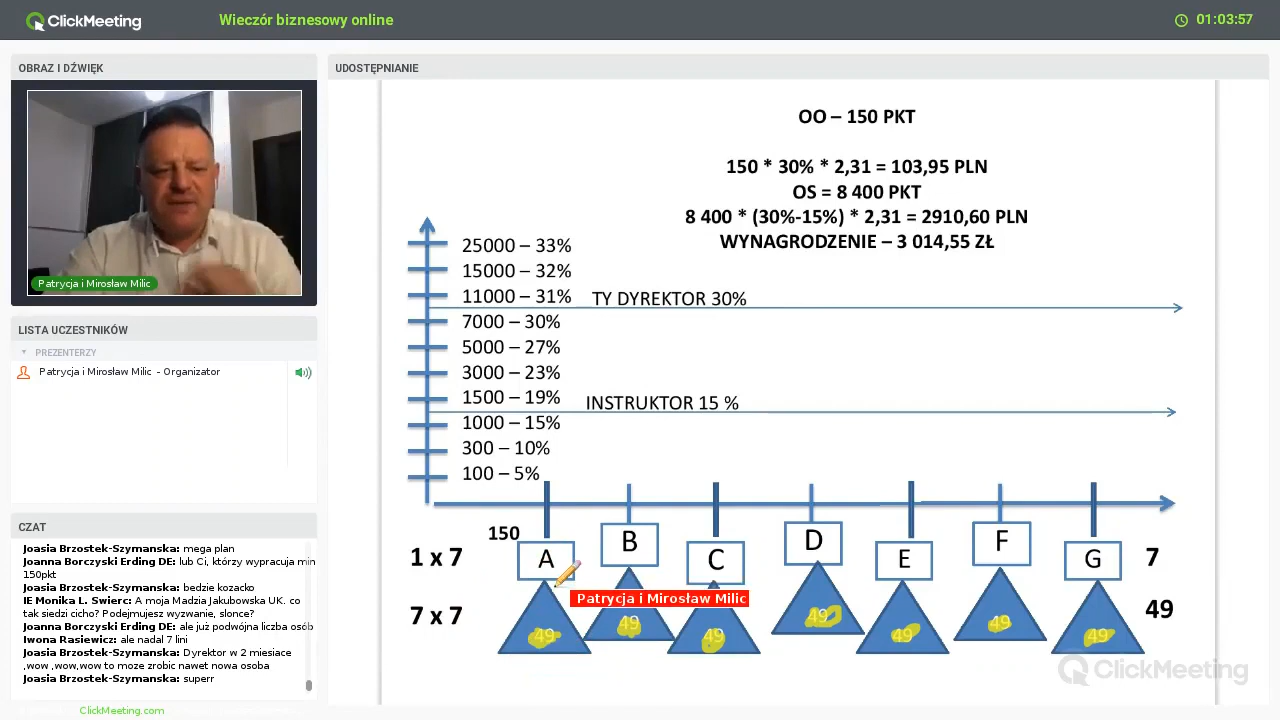 ClickMeeting
Wieczór biznesowy online
01:03:57
OBRAZ I DŹWIĘK
Patrycja i Mirosław Milic
LISTA UCZESTNIKÓW
PREZENTERZY
Patrycja i Mirosław Milic - Organizator
CZAT
Joasia Brzostek-Szymanska: mega plan
Joanna Borczyski Erding DE: lub Ci, którzy wypracuja min
150pkt
Joasia Brzostek-Szymanska: bedzie kozacko
IE Monika L. Swierc: A moja Madzia Jakubowska UK. co
tak siedzi cicho? Podejmujesz wyzwanie, slonce?
Joanna Borczyski Erding DE: ale już podwójna liczba osób
Iwona Rasiewicz: ale nadal 7 lini
Joasia Brzostek-Szymanska: Dyrektor w 2 miesiace
,wow ,wow,wow to moze zrobic nawet nowa osoba
Joasia Brzostek-Szymanska: superr
ClickMeeting.com
UDOSTĘPNIANIE
OO – 150 PKT
150 * 30% * 2,31 = 103,95 PLN
OS = 8 400 PKT
8 400 * (30%-15%) * 2,31 = 2910,60 PLN
WYNAGRODZENIE – 3 014,55 ZŁ
25000 – 33%
15000 – 32%
11000 – 31%
TY DYREKTOR 30%
7000 – 30%
5000 – 27%
3000 – 23%
1500 – 19%
INSTRUKTOR 15 %
1000 – 15%
300 – 10%
100 – 5%
150
1 x 7
A
B
C
D
E
F
G
7
Patrycja i Mirosław Milic
7 x 7
49
49
49
49
49
49
49
49
ClickMeeting